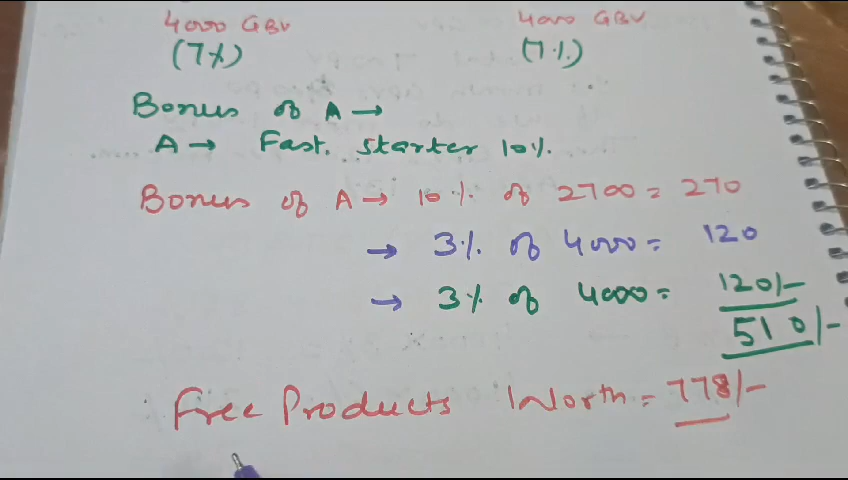 4000 GBV 4000 GBV
(7%) (7%)
Bonus of A →
A → Fast. starter 10%.
Bonus of A → 10% of 2700 = 270
→ 3% of 4000 = 120
→ 3% of 4000 = 120/-
510/-
Free Products Worth = 778/-